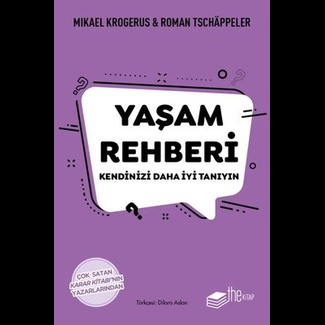 MIKAEL KROGERUS & ROMAN TSCHÄPPELER
YAŞAM
REHBERİ
KENDİNİZİ DAHA İYİ TANIYIN
ÇOK SATAN
KARAR KİTABI'NIN
YAZARLARINDAN
Türkçesi: Dilara Aslan
the KİTAP